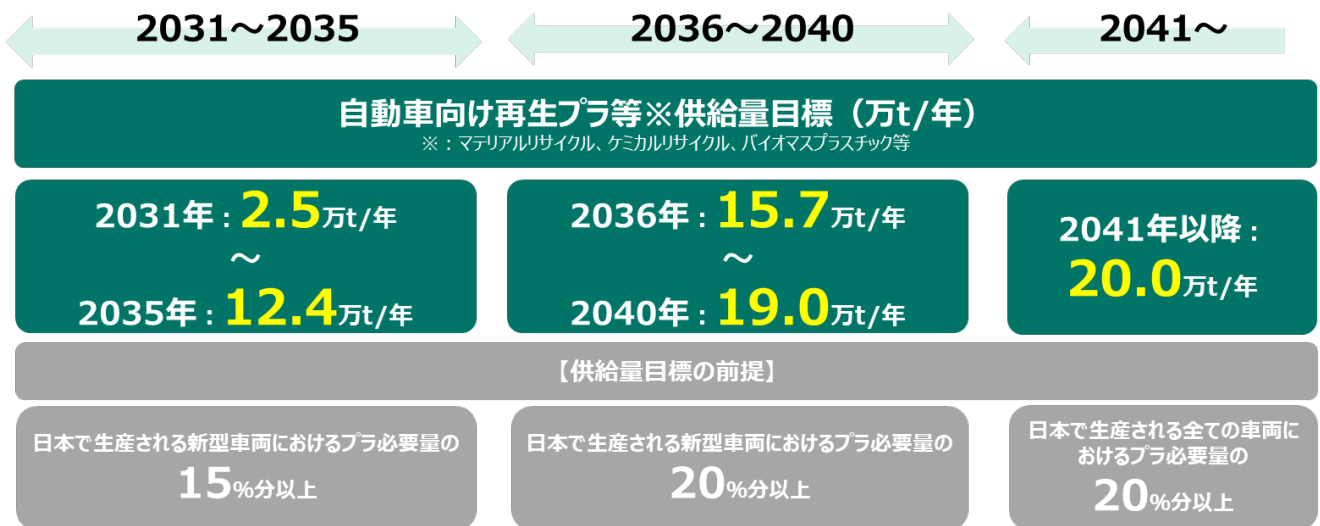 2031～2035
2036～2040
2041～
自動車向け再生プラ等※供給量目標（万t/年）
※：マテリアルリサイクル、ケミカルリサイクル、バイオマスプラスチック等
2031年：2.5万t/年
～
2035年：12.4万t/年
2036年：15.7万t/年
～
2040年：19.0万t/年
2041年以降：
20.0万t/年
【供給量目標の前提】
日本で生産される新型車両におけるプラ必要量の
15%分以上
日本で生産される新型車両におけるプラ必要量の
20%分以上
日本で生産される全ての車両に
おけるプラ必要量の
20%分以上